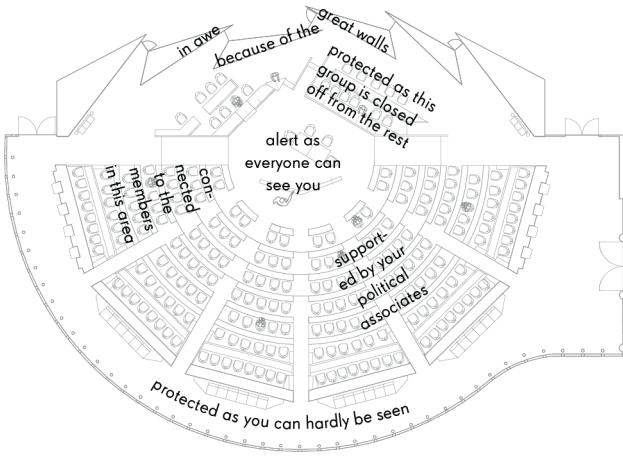 in awe
because of the
great walls
protected as this
group is closed
off from the rest
alert as
everyone can
see you
con-
nected
to the
members
in this area
support-
ed by your
political
associates
protected as you can hardly be seen